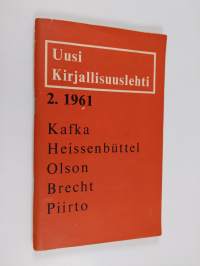 Uusi
Kirjallisuuslehti
2. 1961
Kafka
Heissenbüttel
Olson
Brecht
Piirto